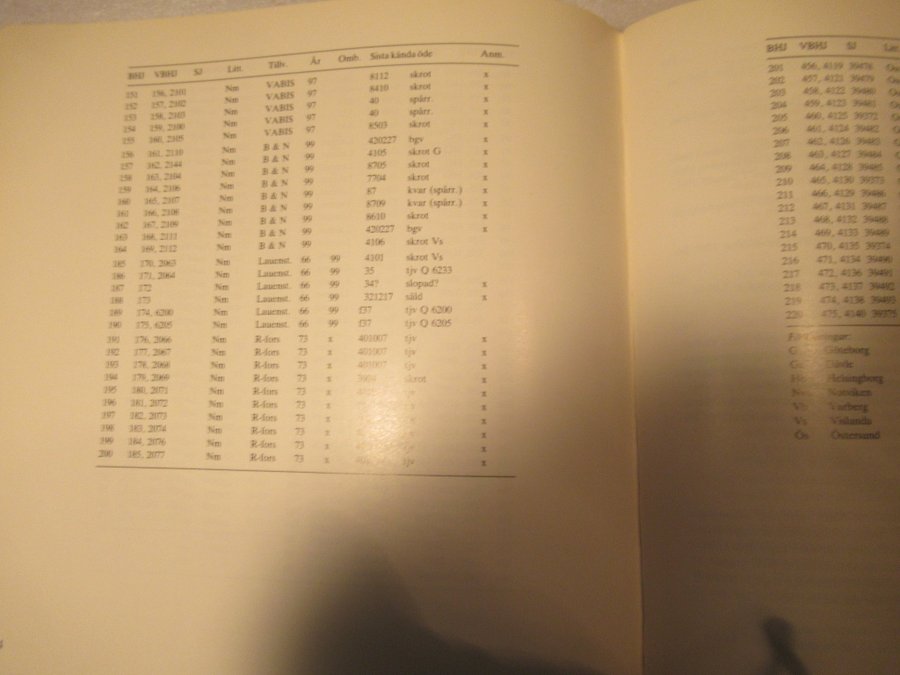 BHJ VBHJ SJ Litt. Tillv. År Omb. Sista kända öde Anm.
151 156, 2101 Nm VABIS 97 8112 skrot x
152 157, 2102 Nm VABIS 97 8410 skrot x
153 158, 2103 Nm VABIS 97 40 spårr. x
154 159, 2100 Nm VABIS 97 40 spårr. x
155 160, 2105 Nm VABIS 97 8503 skrot x
156 161, 2110 Nm B & N 99 420227 bgv x
157 162, 2144 Nm B & N 99 4105 skrot G x
158 163, 2104 Nm B & N 99 8705 skrot x
159 164, 2106 Nm B & N 99 7704 skrot x
160 165, 2107 Nm B & N 99 87 kvar (spårr.) x
161 166, 2108 Nm B & N 99 8709 kvar (spårr.) x
162 167, 2109 Nm B & N 99 8610 skrot x
163 168, 2111 Nm B & N 99 420227 bgv x
164 169, 2112 Nm B & N 99 4106 skrot Vs
185 170, 2063 Nm Lauenst. 66 99 4101 skrot Vs
186 171, 2064 Nm Lauenst. 66 99 35 tjv Q 6233
187 172 Nm Lauenst. 66 99 34? slopad? x
188 173 Nm Lauenst. 66 99 321217 såld x
189 174, 6200 Nm Lauenst. 66 99 f37 tjv Q 6200
190 175, 6205 Nm Lauenst. 66 99 f37 tjv Q 6205
191 176, 2066 Nm R-fors 73 x 401007 tjv x
192 177, 2067 Nm R-fors 73 x 401007 tjv x
193 178, 2068 Nm R-fors 73 x 401007 tjv x
194 179, 2069 Nm R-fors 73 x skrot x
195 180, 2071 Nm R-fors 73 x x
196 181, 2072 Nm R-fors 73 x x
197 182, 2073 Nm R-fors 73 x x
198 183, 2074 Nm R-fors 73 x x
199 184, 2076 Nm R-fors 73 x x
200 185, 2077 Nm R-fors 73 x tjv x
BHJ VBHJ SJ
201 456, 4119 39478
202 457, 4121 39479
203 458, 4122 39480
204 459, 4123 39481
205 460, 4125 39372
206 461, 4124 39482
207 462, 4126 39483
208 463, 4127 39484
209 464, 4128 39485
210 465, 4130 39373
211 466, 4129 39486
212 467, 4131 39487
213 468, 4132 39488
214 469, 4133 39489
215 470, 4135 39374
216 471, 4134 39490
217 472, 4136 39491
218 473, 4137 39492
219 474, 4138 39493
220 475, 4140 39375
G Göteborg
Gävle
Helsingborg
Notviken
Vb Varberg
Vs Vislanda
Ös Östersund